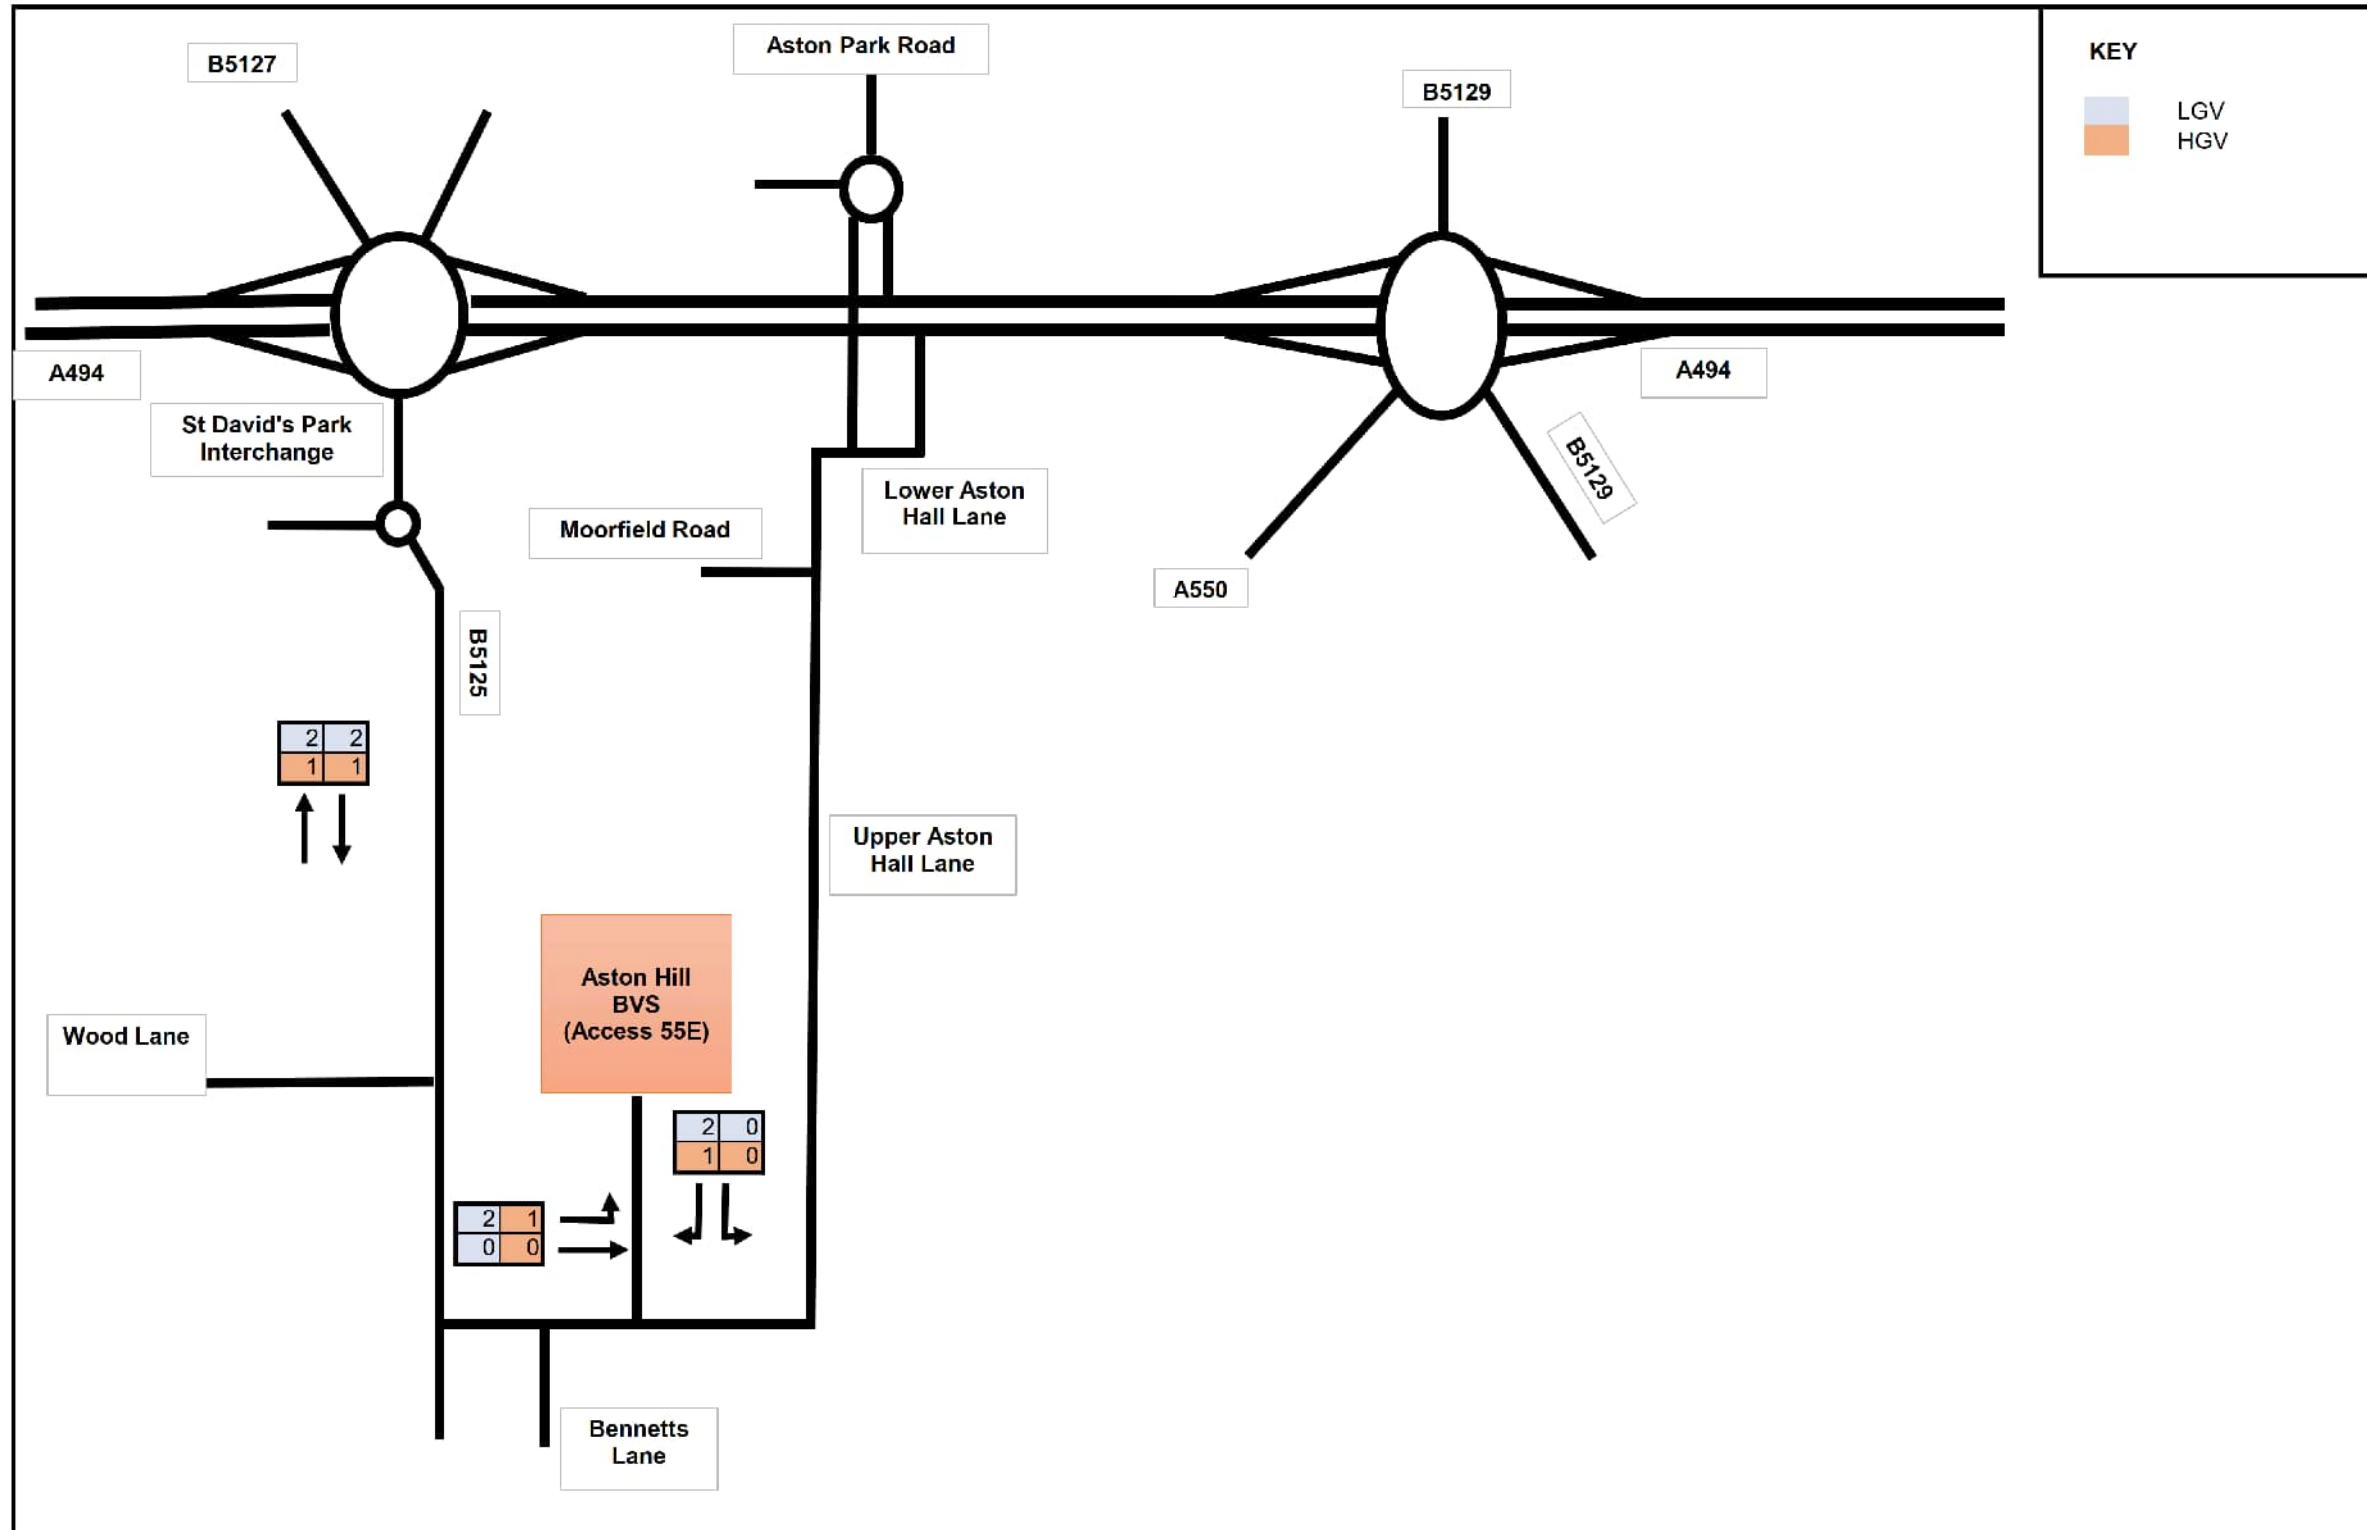 B5127
Aston Park Road
B5129
KEY
LGV
HGV
A494
A494
St David's Park
Interchange
B5129
Lower Aston
Hall Lane
Moorfield Road
A550
B5125
2 2
1 1
Upper Aston
Hall Lane
Aston Hill
BVS
(Access 55E)
Wood Lane
2 0
1 0
2 1
0 0
Bennetts
Lane